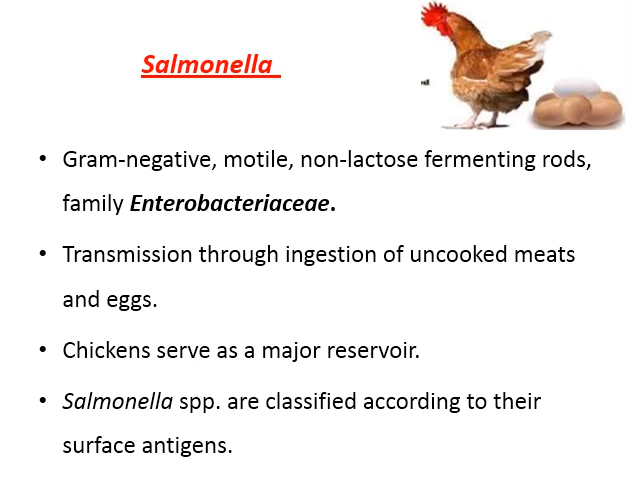 Salmonella
• Gram-negative, motile, non-lactose fermenting rods,
family Enterobacteriaceae.
• Transmission through ingestion of uncooked meats
and eggs.
• Chickens serve as a major reservoir.
• Salmonella spp. are classified according to their
surface antigens.